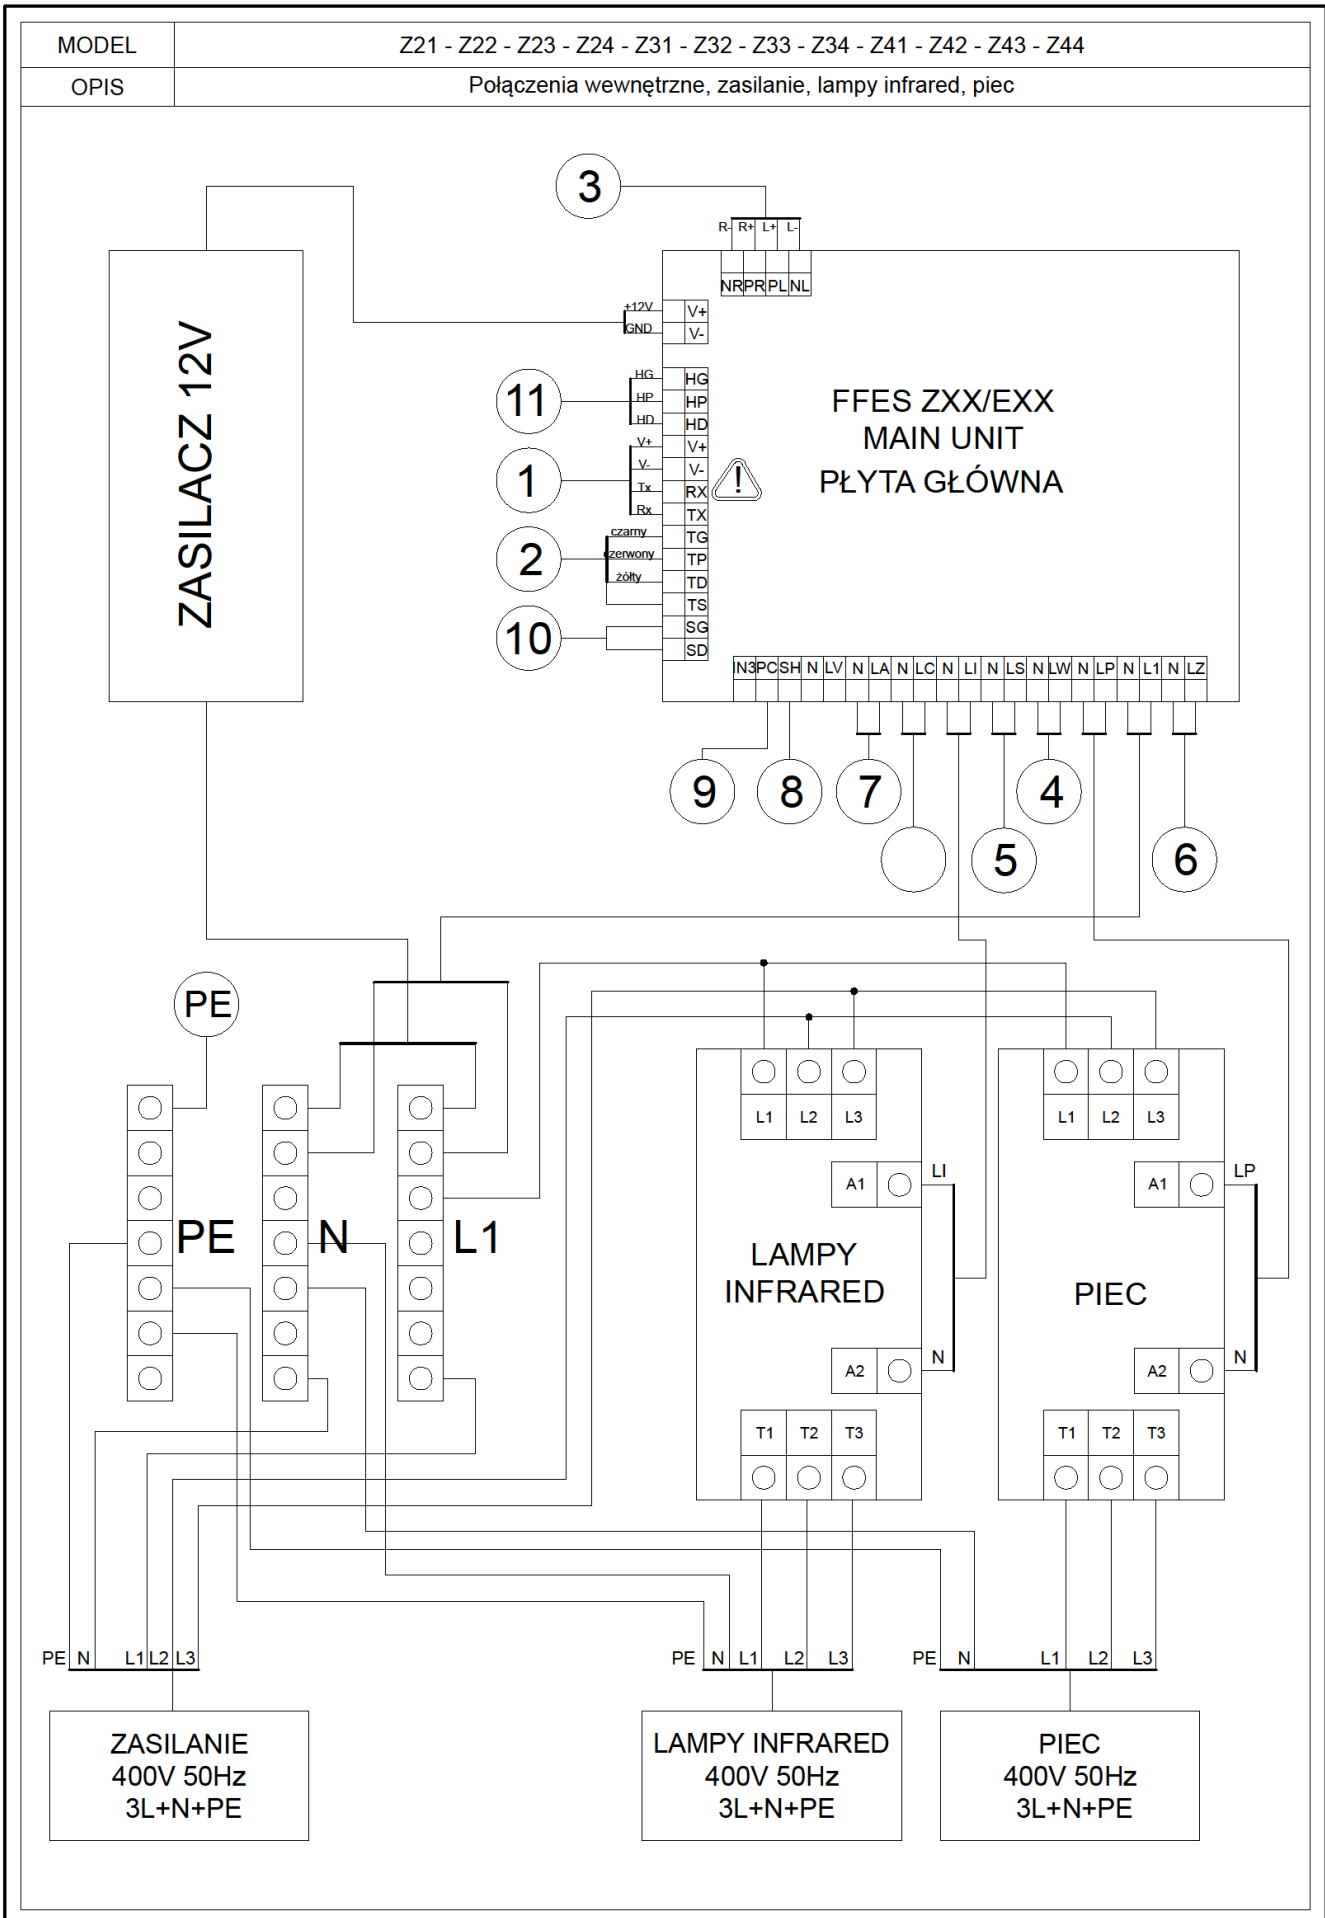 MODEL
Z21 - Z22 - Z23 - Z24 - Z31 - Z32 - Z33 - Z34 - Z41 - Z42 - Z43 - Z44
OPIS
Połączenia wewnętrzne, zasilanie, lampy infrared, piec
3
R- R+ L+ L-
NR PR PL NL
ZASILACZ 12V
+12V V+
GND V-
11
HG HG
HP HP
HD HD
1
V+ V+
V- V-
Tx RX
Rx TX
!
2
czarny TG
czerwony TP
żółty TD
TS
10
SG
SD
FFES ZXX/EXX
MAIN UNIT
PŁYTA GŁÓWNA
IN3 PC SH N LV N LA N LC N LI N LS N LW N LP N L1 N LZ
9 8 7 4
5 6
PE
PE N L1
L1 L2 L3
A1 LI
LAMPY
INFRARED
A2 N
T1 T2 T3
L1 L2 L3
A1 LP
PIEC
A2 N
T1 T2 T3
PE N L1 L2 L3
ZASILANIE
400V 50Hz
3L+N+PE
PE N L1 L2 L3
LAMPY INFRARED
400V 50Hz
3L+N+PE
PE N L1 L2 L3
PIEC
400V 50Hz
3L+N+PE